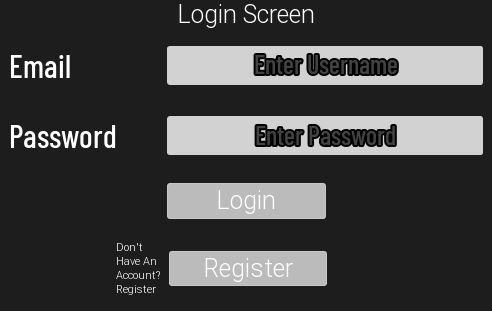 Login Screen
Email
Enter Username
Password
Enter Password
Login
Don't
Have An
Account?
Register
Register